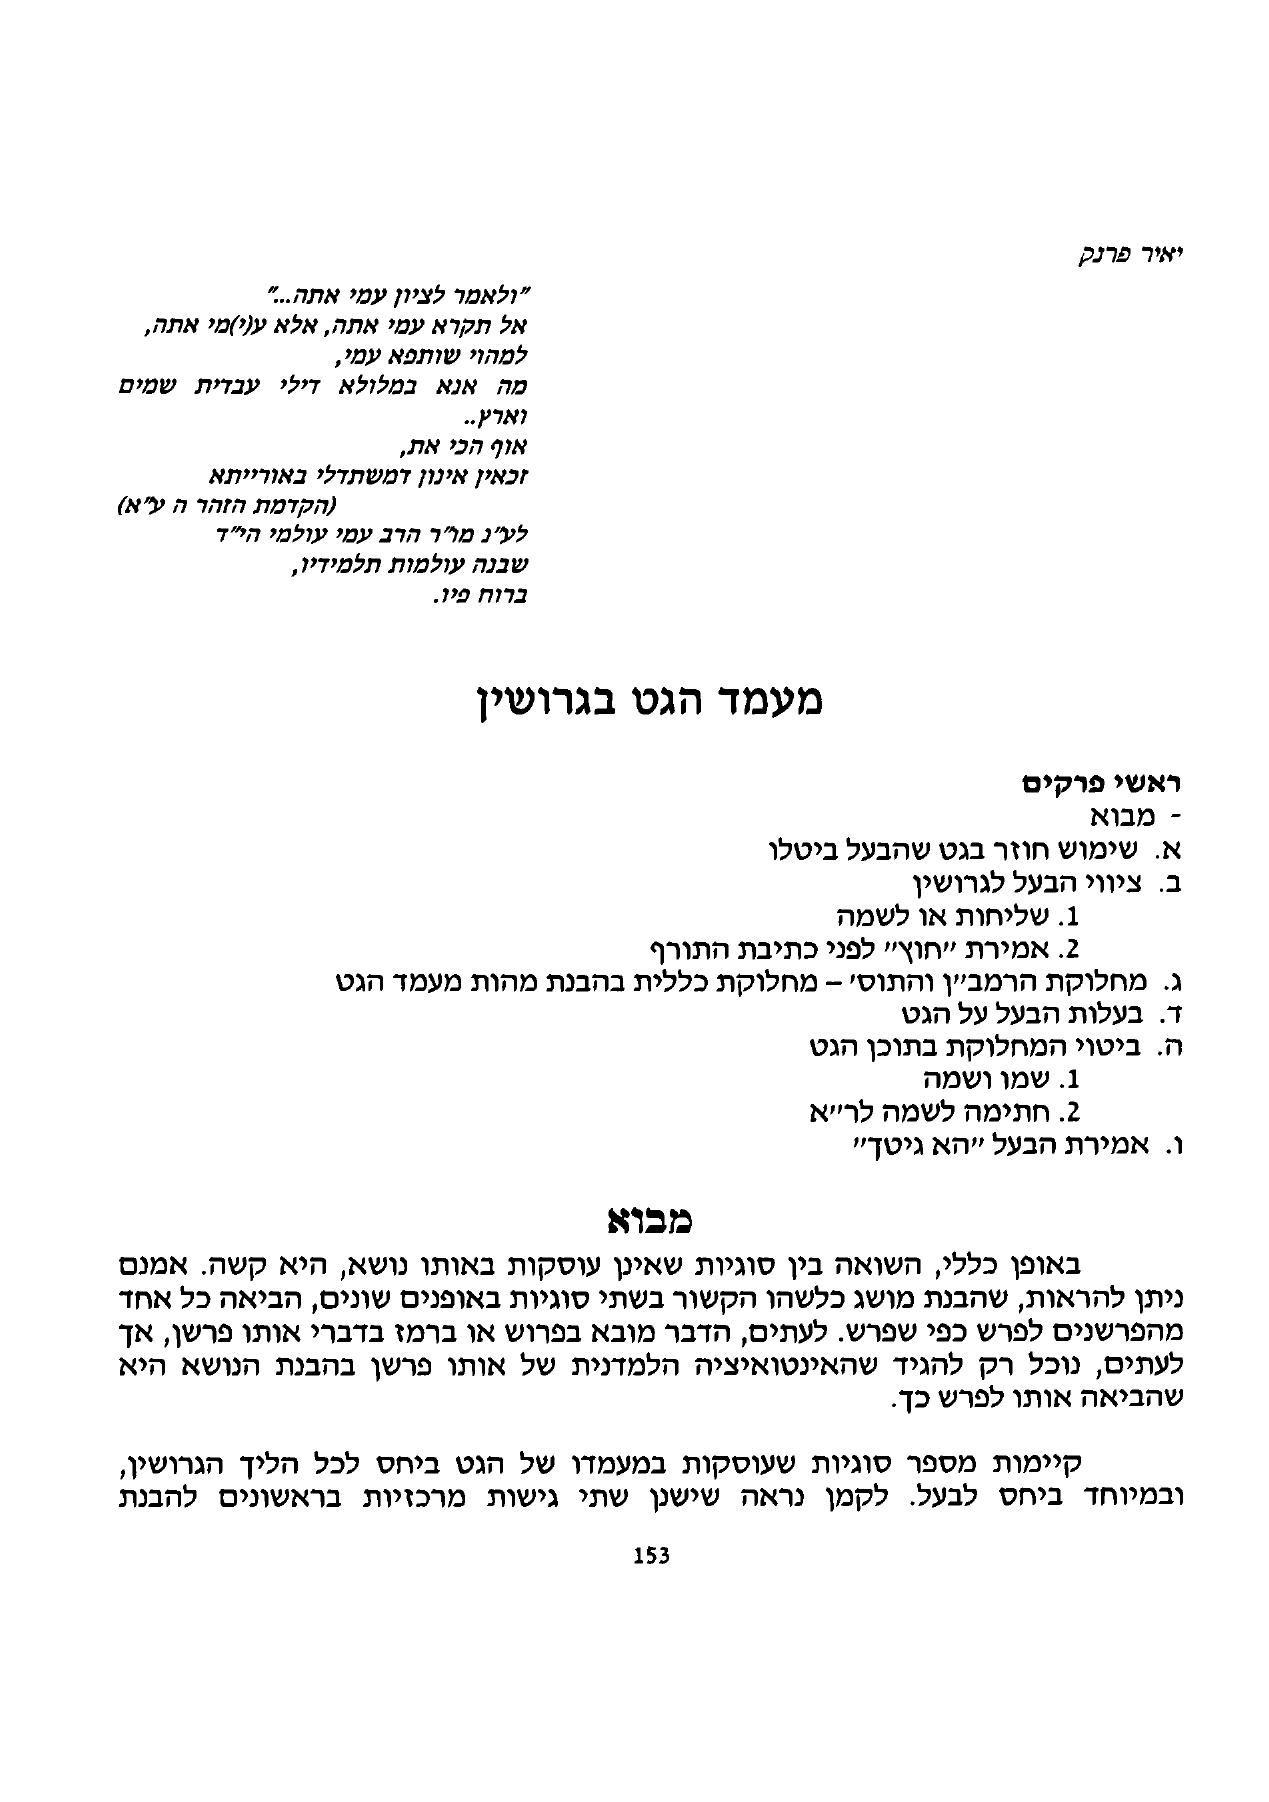 יאיר פרנק
"ולאמר לציון עמי אתה..."
אל תקרא עמי אתה, אלא ע(י)מי אתה,
למהוי שותפא עמי,
מה אנא במלולא דילי עבדית שמים
וארץ..
אוף הכי את,
זכאין אינון דמשתדלי באורייתא
(הקדמת הזהר ה ע"א)
לע"נ מו"ר הרב עמי עולמי הי"ד
שבנה עולמות תלמידיו,
ברוח פיו.
מעמד הגט בגרושין
ראשי פרקים
- מבוא
א. שימוש חוזר בגט שהבעל ביטלו
ב. ציווי הבעל לגרושין
1. שליחות או לשמה
2. אמירת "חוץ" לפני כתיבת התורף
ג. מחלוקת הרמב"ן והתוס' – מחלוקת כללית בהבנת מהות מעמד הגט
ד. בעלות הבעל על הגט
ה. ביטוי המחלוקת בתוכן הגט
1. שמו ושמה
2. חתימה לשמה לר"א
ו. אמירת הבעל "הא גיטך"
מבוא
באופן כללי, השואה בין סוגיות שאינן עוסקות באותו נושא, היא קשה. אמנם
ניתן להראות, שהבנת מושג כלשהו הקשור בשתי סוגיות באופנים שונים, הביאה כל אחד
מהפרשנים לפרש כפי שפרש. לעתים, הדבר מובא בפרוש או ברמז בדברי אותו פרשן, אך
לעתים, נוכל רק להגיד שהאינטואיציה הלמדנית של אותו פרשן בהבנת הנושא היא
שהביאה אותו לפרש כך.
קיימות מספר סוגיות שעוסקות במעמדו של הגט ביחס לכל הליך הגרושין,
ובמיוחד ביחס לבעל. לקמן נראה שישנן שתי גישות מרכזיות בראשונים להבנת
153